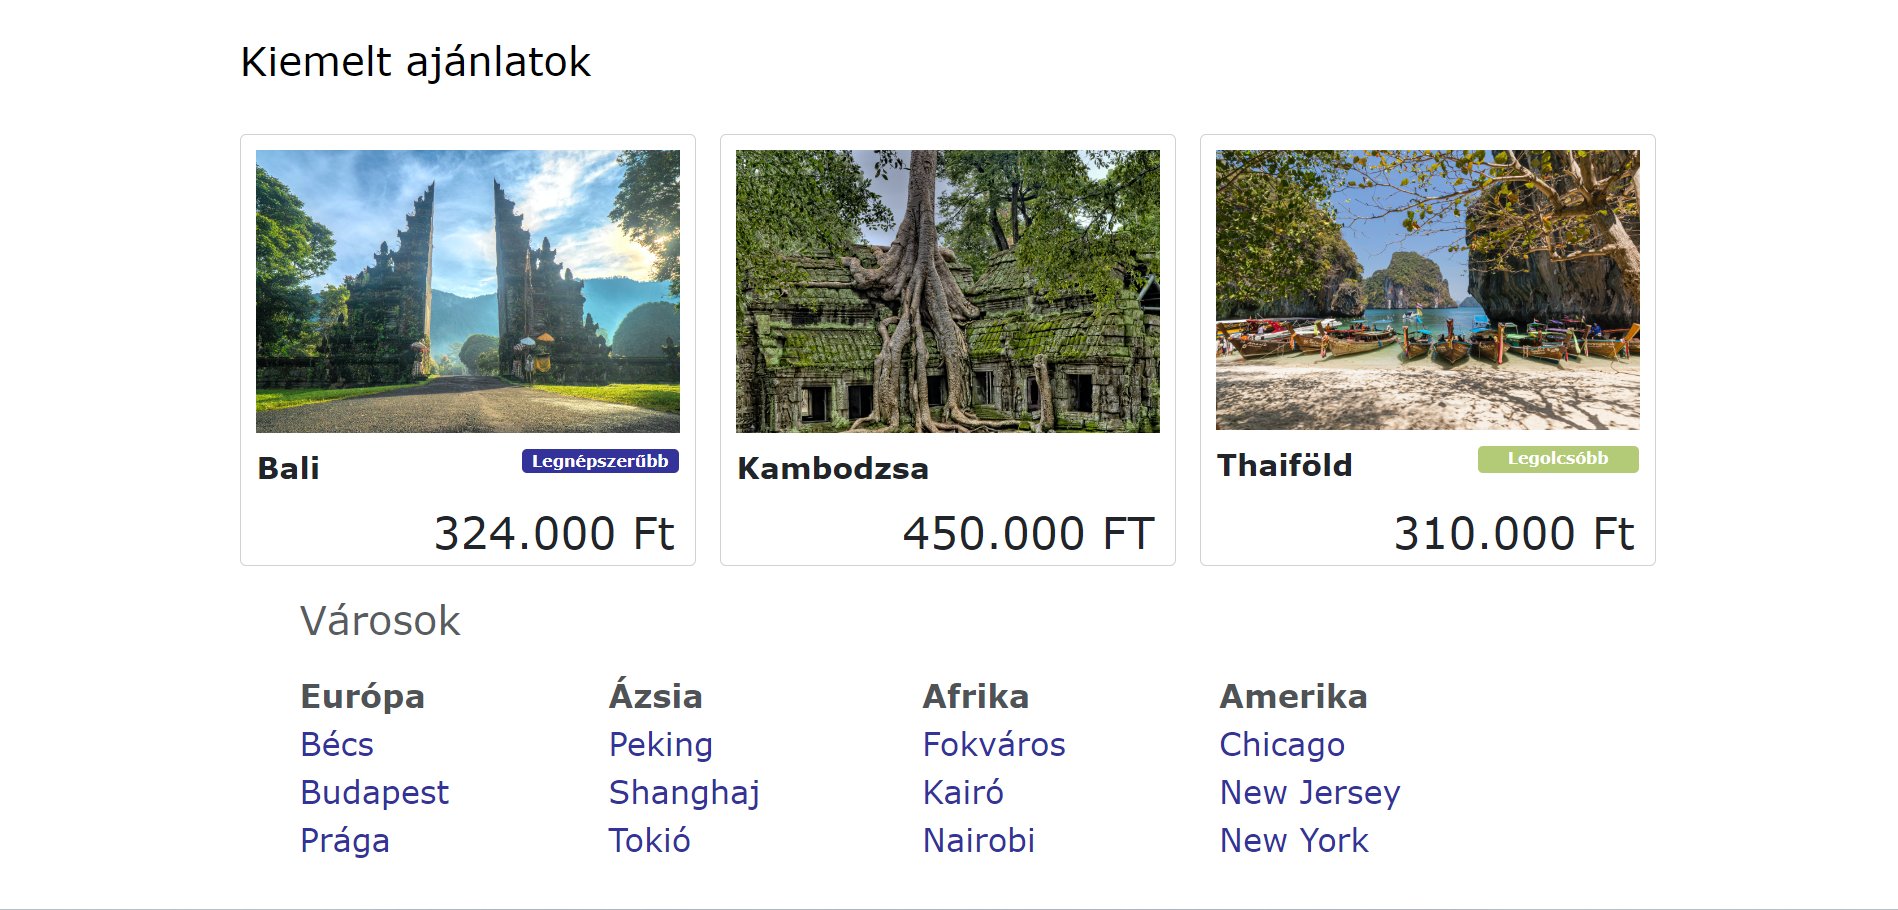 Kiemelt ajánlatok
Bali
Legnépszerűbb
324.000 Ft
Kambodzsa
450.000 FT
Thaiföld
Legolcsóbb
310.000 Ft
Városok
Európa
Bécs
Budapest
Prága
Ázsia
Peking
Shanghaj
Tokió
Afrika
Fokváros
Kairó
Nairobi
Amerika
Chicago
New Jersey
New York